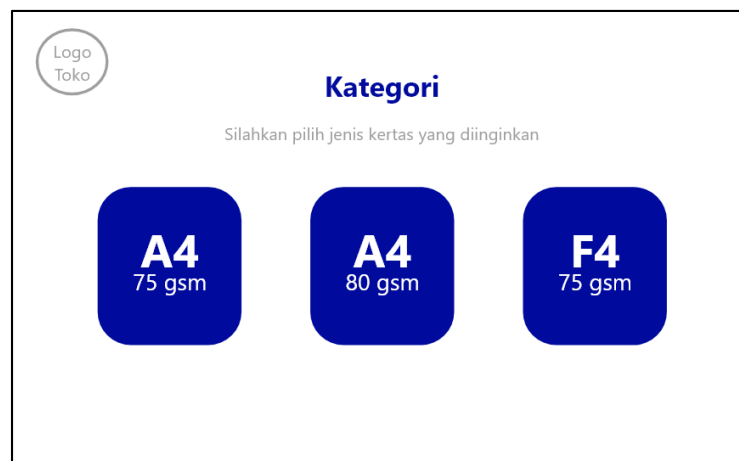 Logo
Toko
Kategori
Silahkan pilih jenis kertas yang diinginkan
A4
75 gsm
A4
80 gsm
F4
75 gsm